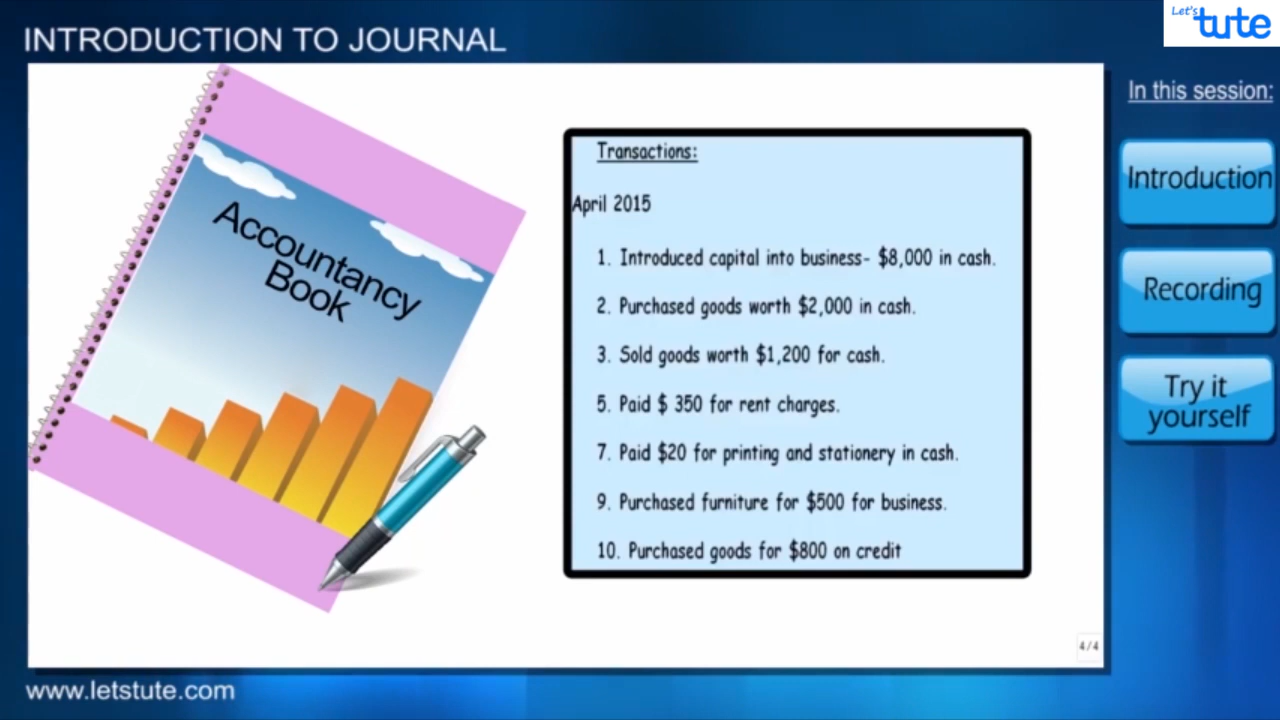 INTRODUCTION TO JOURNAL
Let's
tute
In this session:
Introduction
Recording
Try it
yourself
Accountancy
Book
Transactions:
April 2015
1. Introduced capital into business- $8,000 in cash.
2. Purchased goods worth $2,000 in cash.
3. Sold goods worth $1,200 for cash.
5. Paid $ 350 for rent charges.
7. Paid $20 for printing and stationery in cash.
9. Purchased furniture for $500 for business.
10. Purchased goods for $800 on credit
4/4
www.letstute.com